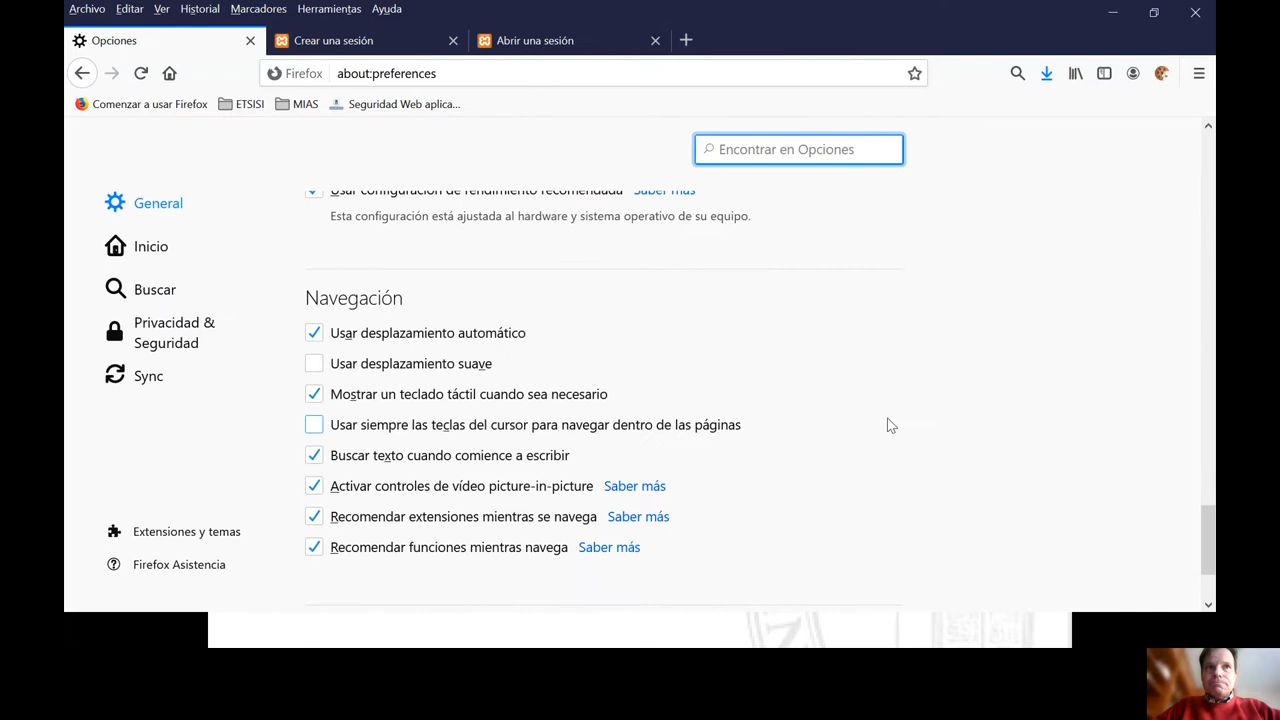 Archivo Editar Ver Historial Marcadores Herramientas Ayuda
Opciones Crear una sesión Abrir una sesión
Firefox about:preferences
Comenzar a usar Firefox ETSISI MIAS Seguridad Web aplica...
Encontrar en Opciones
General
Inicio
Buscar
Privacidad &
Seguridad
Sync
Extensiones y temas
Firefox Asistencia
Usar configuración de rendimiento recomendada Saber más
Esta configuración está ajustada al hardware y sistema operativo de su equipo.
Navegación
Usar desplazamiento automático
Usar desplazamiento suave
Mostrar un teclado táctil cuando sea necesario
Usar siempre las teclas del cursor para navegar dentro de las páginas
Buscar texto cuando comience a escribir
Activar controles de vídeo picture-in-picture Saber más
Recomendar extensiones mientras se navega Saber más
Recomendar funciones mientras navega Saber más